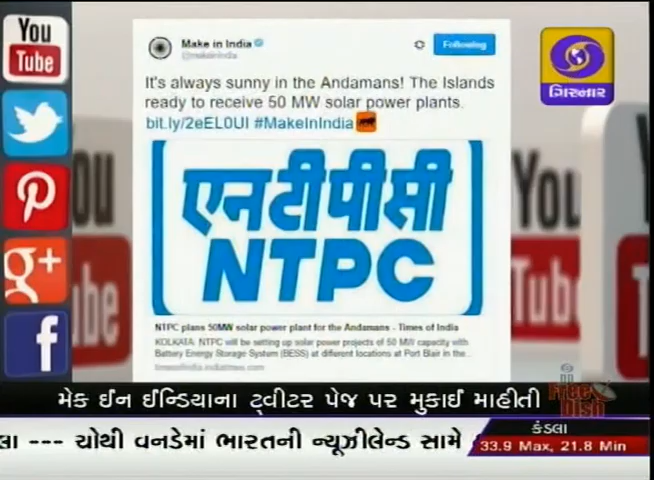 You
Tube
Make in India
@makeinindia
Following
It's always sunny in the Andamans! The Islands
ready to receive 50 MW solar power plants.
bit.ly/2eEL0UI #MakeInIndia
एनटीपीसी
NTPC
NTPC plans 50MW solar power plant for the Andamans - Times of India
KOLKATA: NTPC will be setting up solar power projects of 50 MW capacity with
Battery Energy Storage System (BESS) at different locations at Port Blair in the...
timesofindia.indiatimes.com
ગિરનાર
You
Tube
g+
f
Free
Dish
મેક ઈન ઈન્ડિયાના ટ્વીટર પેજ પર મુકાઈ માહીતી
લા --- ચોથી વનડેમાં ભારતની ન્યૂઝીલેન્ડ સામે
કંડલા
33.9 Max, 21.8 Min